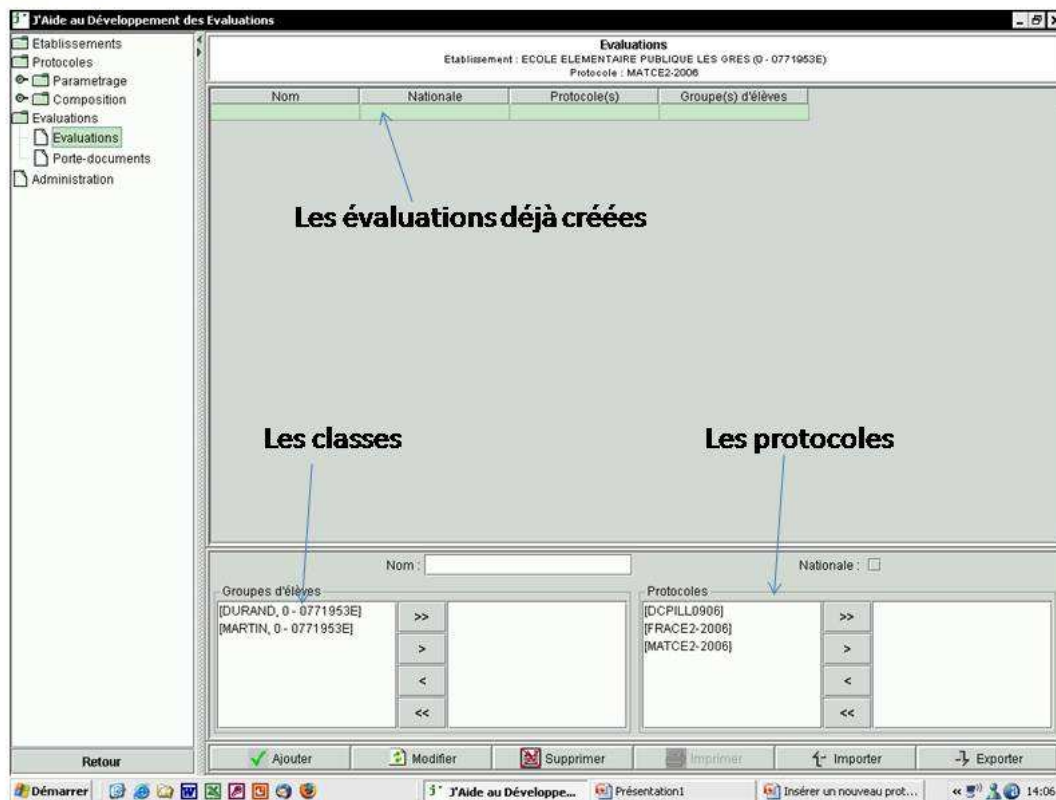 J'Aide au Développement des Evaluations
Etablissements
Protocoles
Parametrage
Composition
Evaluations
Evaluations
Porte-documents
Administration
Retour
Evaluations
Etablissement : ECOLE ELEMENTAIRE PUBLIQUE LES GRES (0 - 0771953E)
Protocole : MATCE2-2006
Nom Nationale Protocole(s) Groupe(s) d'élèves
Les évaluations déjà créées
Les classes Les protocoles
Nom : Nationale :
Groupes d'élèves Protocoles
[DURAND, 0 - 0771953E] >> [DCPILL0906] >>
[MARTIN, 0 - 0771953E] [FRACE2-2006]
> [MATCE2-2006] >
< <
<< <<
Ajouter Modifier Supprimer Imprimer Importer Exporter
Démarrer J'Aide au Développe... Présentation1 Insérer un nouveau prot... « 14:06